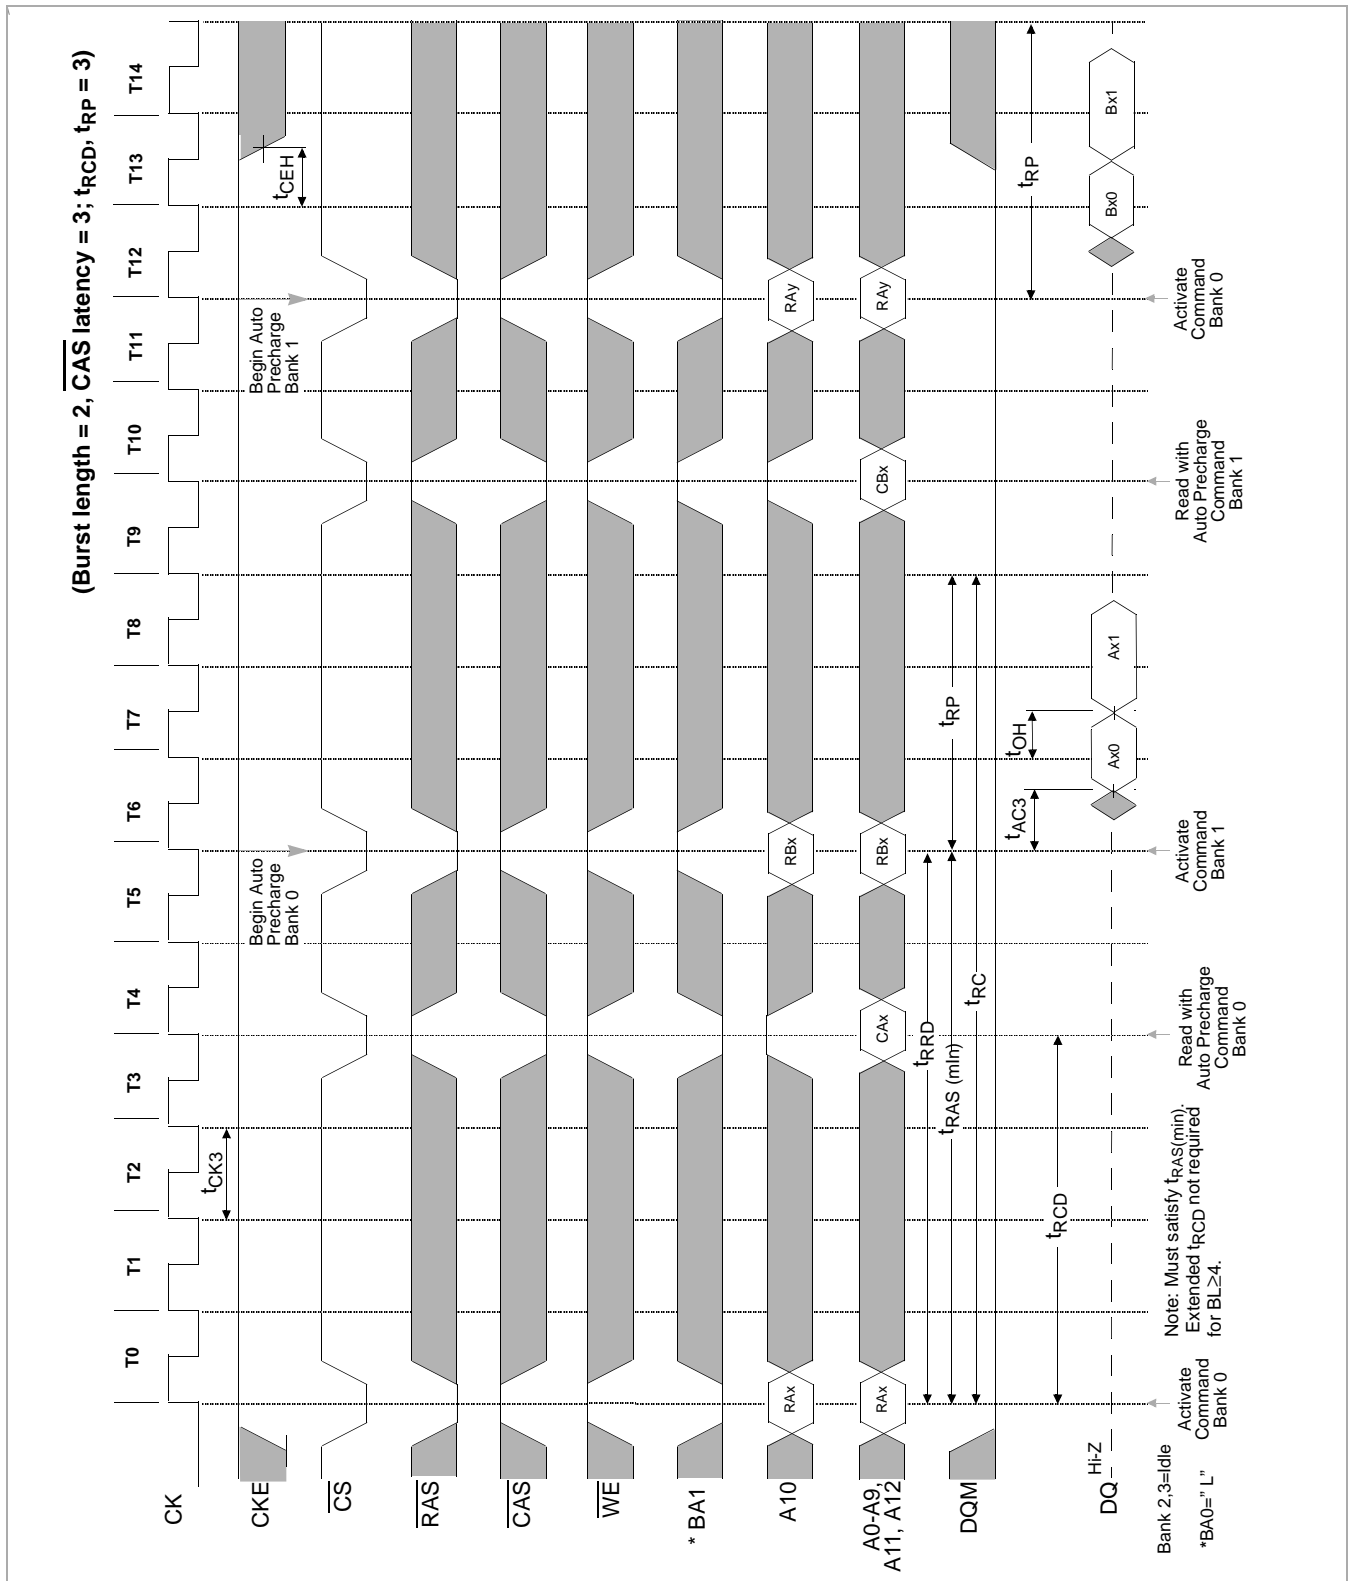 (Burst length = 2, CAS latency = 3; tRCD, tRP = 3)
T0 T1 T2 T3 T4 T5 T6 T7 T8 T9 T10 T11 T12 T13 T14
CK
tCK3
CKE
tCEH
Begin Auto
Precharge
Bank 0
Begin Auto
Precharge
Bank 1
CS
RAS
CAS
WE
* BA1
A10
RAx RBx RAy
A0-A9,
A11, A12
RAx CAx RBx CBx RAy
tRRD
DQM
tRAS (min)
tRP
tRC
tRP
tRCD
tAC3
tOH
Hi-Z
DQ
Ax0 Ax1 Bx0 Bx1
Activate
Command
Bank 0
Read with
Auto Precharge
Command
Bank 0
Activate
Command
Bank 1
Read with
Auto Precharge
Command
Bank 1
Activate
Command
Bank 0
Note: Must satisfy tRAS(min).
Extended tRCD not required
for BL≥4.
Bank 2,3=Idle
*BA0=” L”